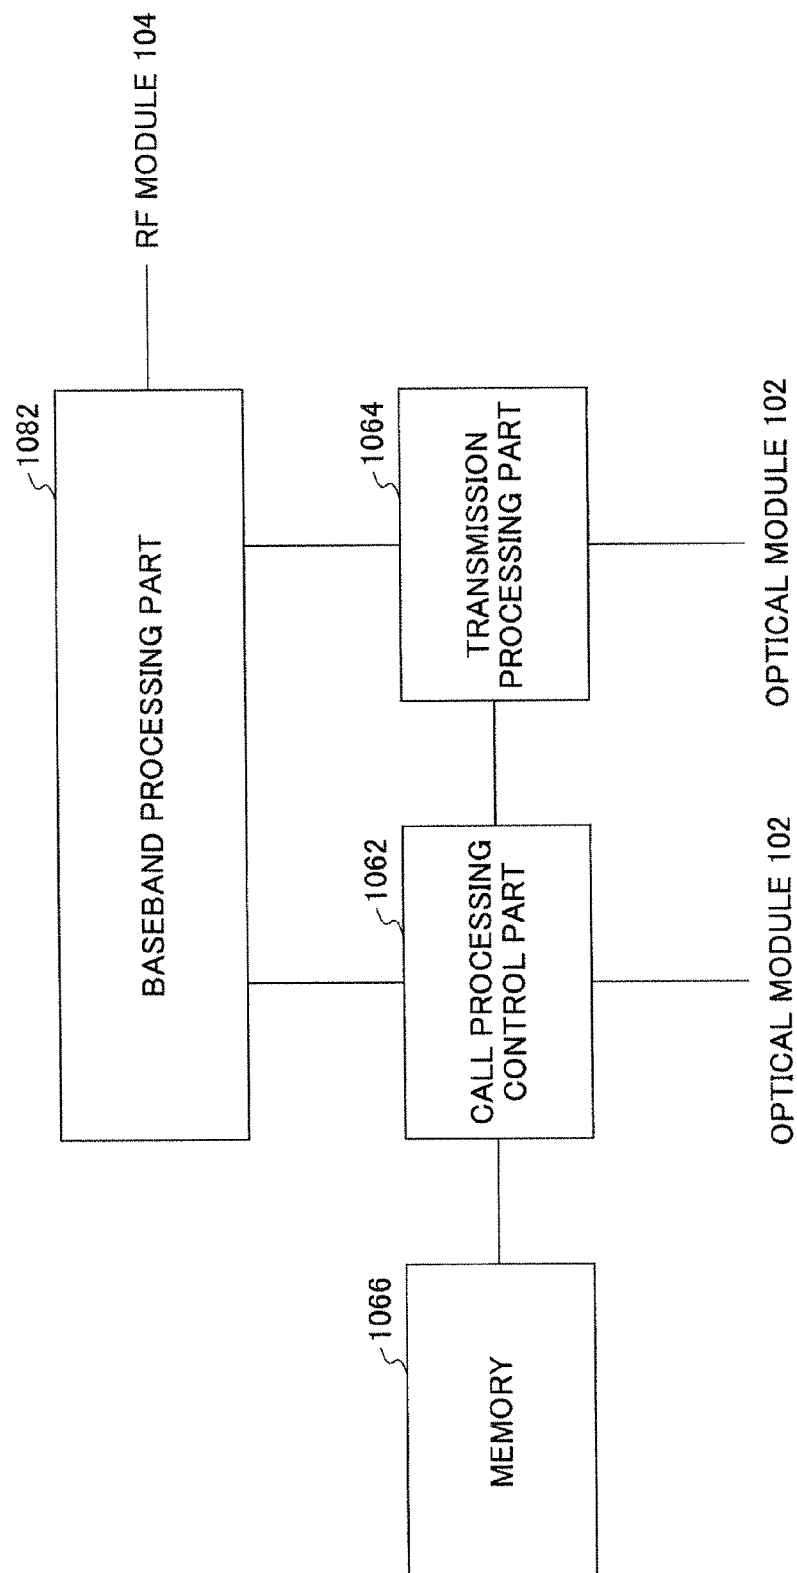 RF MODULE 104
1082
BASEBAND PROCESSING PART
1064
TRANSMISSION
PROCESSING PART
OPTICAL MODULE 102
1062
CALL PROCESSING
CONTROL PART
OPTICAL MODULE 102
1066
MEMORY